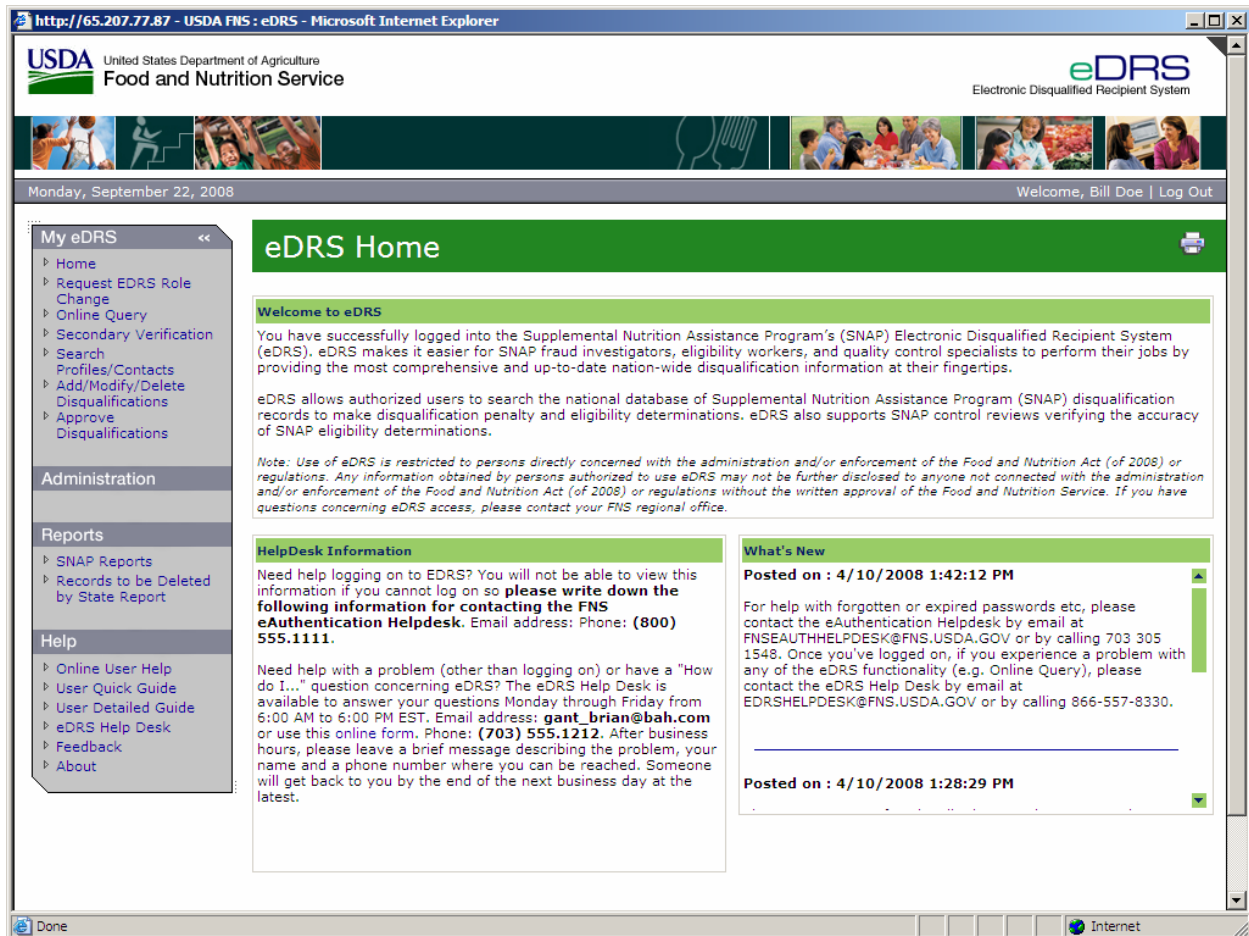 http://65.207.77.87 - USDA FNS : eDRS - Microsoft Internet Explorer
USDA
United States Department of Agriculture
Food and Nutrition Service
eDRS
Electronic Disqualified Recipient System
Monday, September 22, 2008
Welcome, Bill Doe | Log Out
My eDRS <<
Home
Request EDRS Role
Change
Online Query
Secondary Verification
Search
Profiles/Contacts
Add/Modify/Delete
Disqualifications
Approve
Disqualifications
Administration
Reports
SNAP Reports
Records to be Deleted
by State Report
Help
Online User Help
User Quick Guide
User Detailed Guide
eDRS Help Desk
Feedback
About
eDRS Home
Welcome to eDRS
You have successfully logged into the Supplemental Nutrition Assistance Program's (SNAP) Electronic Disqualified Recipient System
(eDRS). eDRS makes it easier for SNAP fraud investigators, eligibility workers, and quality control specialists to perform their jobs by
providing the most comprehensive and up-to-date nation-wide disqualification information at their fingertips.
eDRS allows authorized users to search the national database of Supplemental Nutrition Assistance Program (SNAP) disqualification
records to make disqualification penalty and eligibility determinations. eDRS also supports SNAP control reviews verifying the accuracy
of SNAP eligibility determinations.
Note: Use of eDRS is restricted to persons directly concerned with the administration and/or enforcement of the Food and Nutrition Act (of 2008) or
regulations. Any information obtained by persons authorized to use eDRS may not be further disclosed to anyone not connected with the administration
and/or enforcement of the Food and Nutrition Act (of 2008) or regulations without the written approval of the Food and Nutrition Service. If you have
questions concerning eDRS access, please contact your FNS regional office.
HelpDesk Information
Need help logging on to EDRS? You will not be able to view this
information if you cannot log on so please write down the
following information for contacting the FNS
eAuthentication Helpdesk. Email address: Phone: (800)
555.1111.
Need help with a problem (other than logging on) or have a "How
do I..." question concerning eDRS? The eDRS Help Desk is
available to answer your questions Monday through Friday from
6:00 AM to 6:00 PM EST. Email address: gant_brian@bah.com
or use this online form. Phone: (703) 555.1212. After business
hours, please leave a brief message describing the problem, your
name and a phone number where you can be reached. Someone
will get back to you by the end of the next business day at the
latest.
What's New
Posted on : 4/10/2008 1:42:12 PM
For help with forgotten or expired passwords etc, please
contact the eAuthentication Helpdesk by email at
FNSEAUTHHELPDESK@FNS.USDA.GOV or by calling 703 305
1548. Once you've logged on, if you experience a problem with
any of the eDRS functionality (e.g. Online Query), please
contact the eDRS Help Desk by email at
EDRSHELPDESK@FNS.USDA.GOV or by calling 866-557-8330.
Posted on : 4/10/2008 1:28:29 PM
Done
Internet